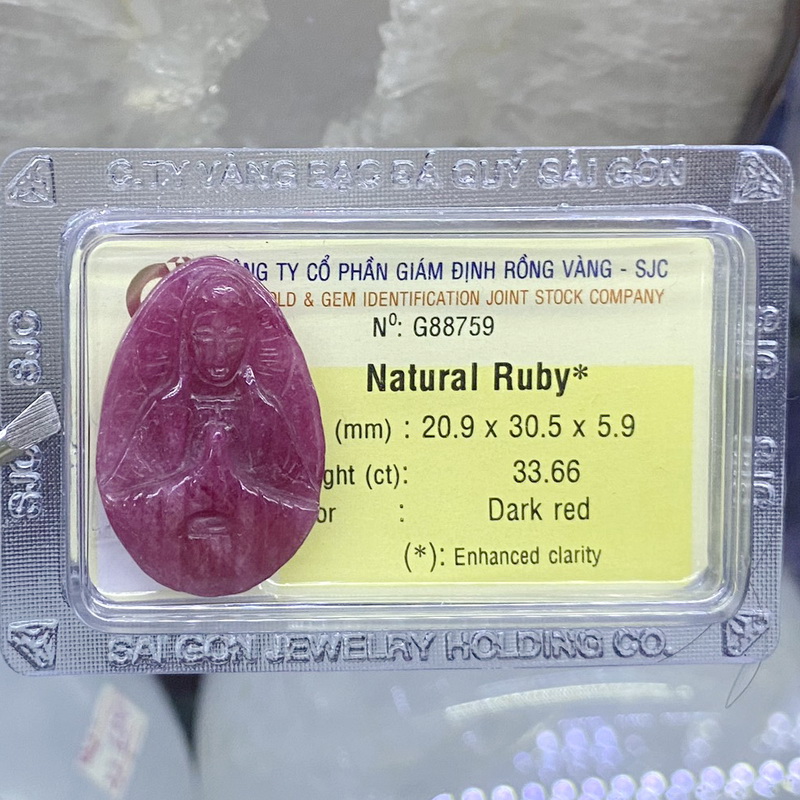 C.TY VÀNG BẠC ĐÁ QUÝ SÀI GÒN
NG TY CỔ PHẦN GIÁM ĐỊNH RỒNG VÀNG - SJC
OLD & GEM IDENTIFICATION JOINT STOCK COMPANY
Nº: G88759
Natural Ruby*
(mm) : 20.9 x 30.5 x 5.9
ght (ct): 33.66
or : Dark red
(*): Enhanced clarity
SJC SJC
SJC SJC
SAIGON JEWELRY HOLDING CO.